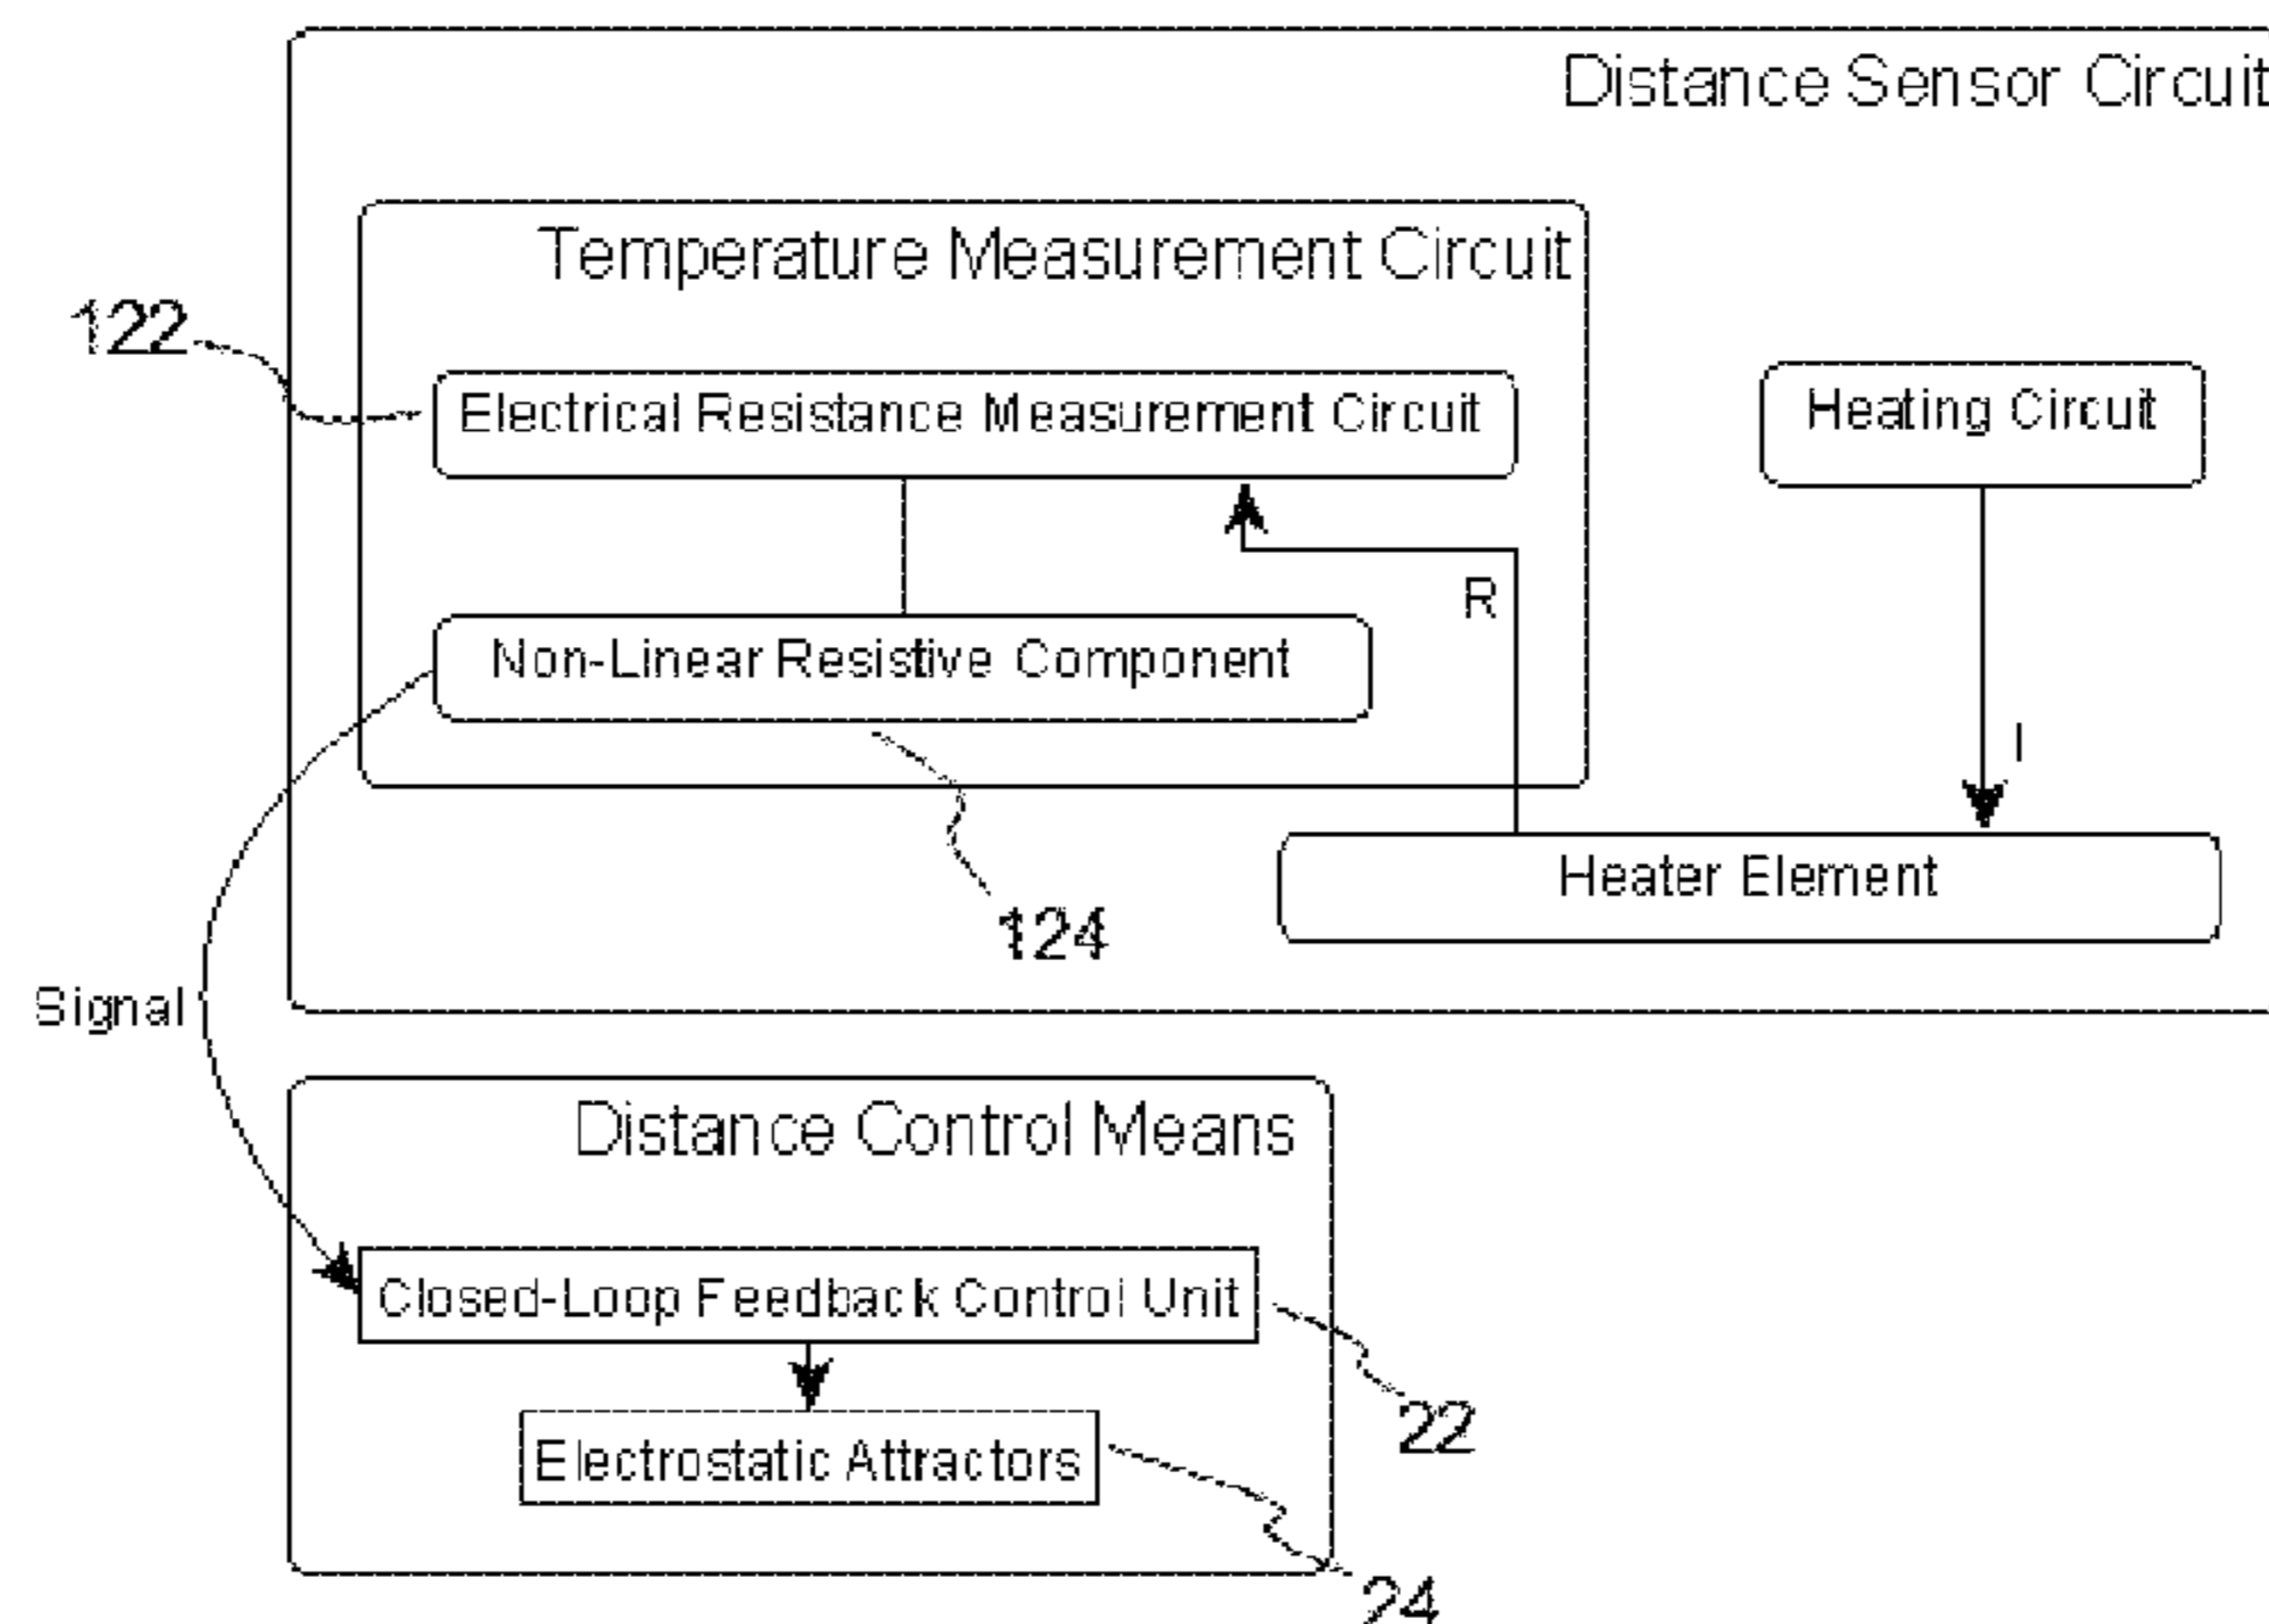 Distance Sensor Circuit
Temperature Measurement Circuit
122
Electrical Resistance Measurement Circuit
Heating Circuit
R
Non-Linear Resistive Component
I
Heater Element
124
Signal
Distance Control Means
Closed-Loop Feedback Control Unit
22
Electrostatic Attractors
24